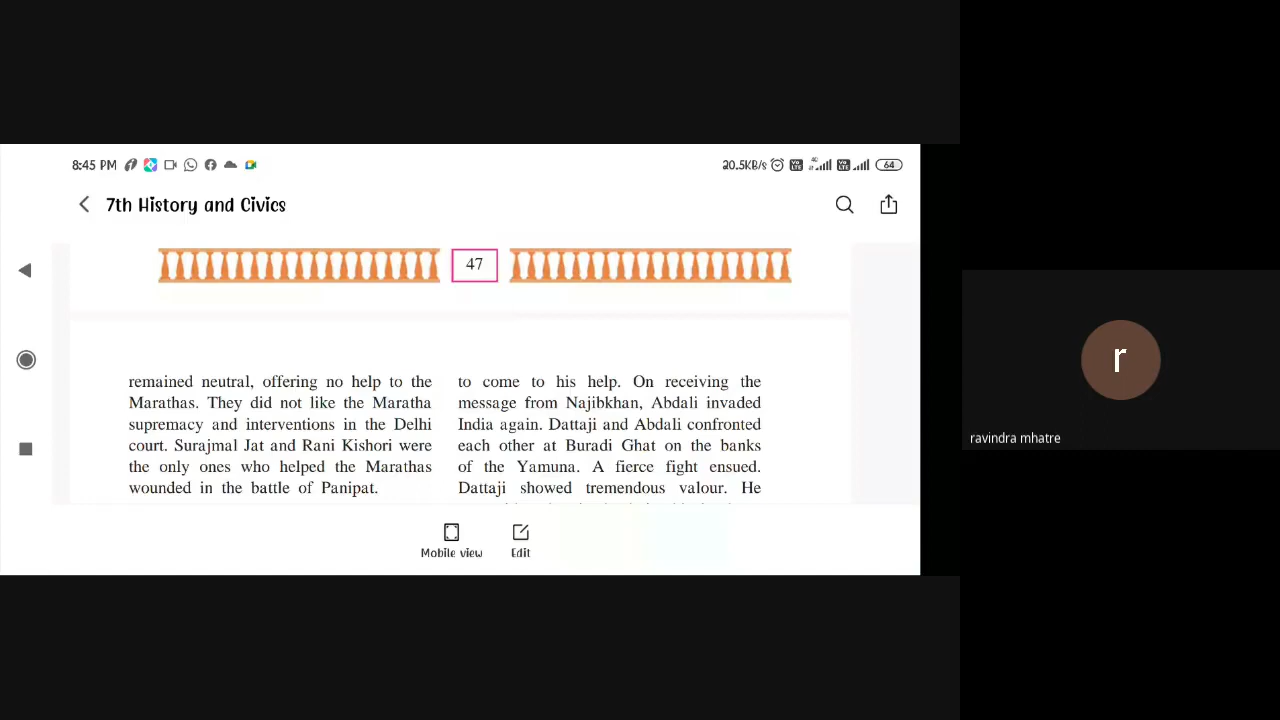 8:45 PM
20.5KB/s
64
7th History and Civics
47
remained neutral, offering no help to the
Marathas. They did not like the Maratha
supremacy and interventions in the Delhi
court. Surajmal Jat and Rani Kishori were
the only ones who helped the Marathas
wounded in the battle of Panipat.
to come to his help. On receiving the
message from Najibkhan, Abdali invaded
India again. Dattaji and Abdali confronted
each other at Buradi Ghat on the banks
of the Yamuna. A fierce fight ensued.
Dattaji showed tremendous valour. He
Mobile view
Edit
r
ravindra mhatre